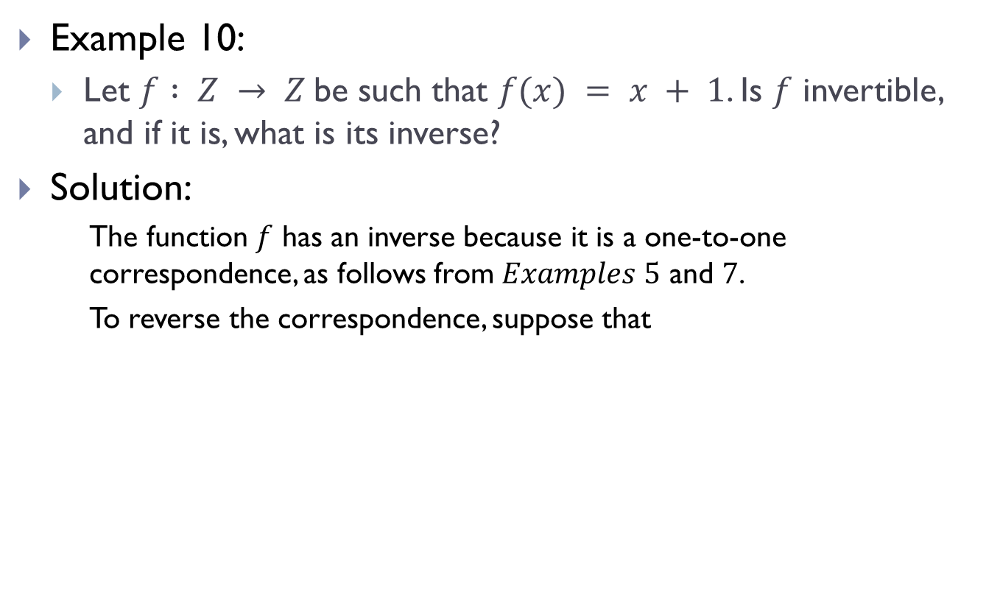 Example 10:
Let f : Z → Z be such that f(x) = x + 1. Is f invertible,
and if it is, what is its inverse?
Solution:
The function f has an inverse because it is a one-to-one
correspondence, as follows from Examples 5 and 7.
To reverse the correspondence, suppose that